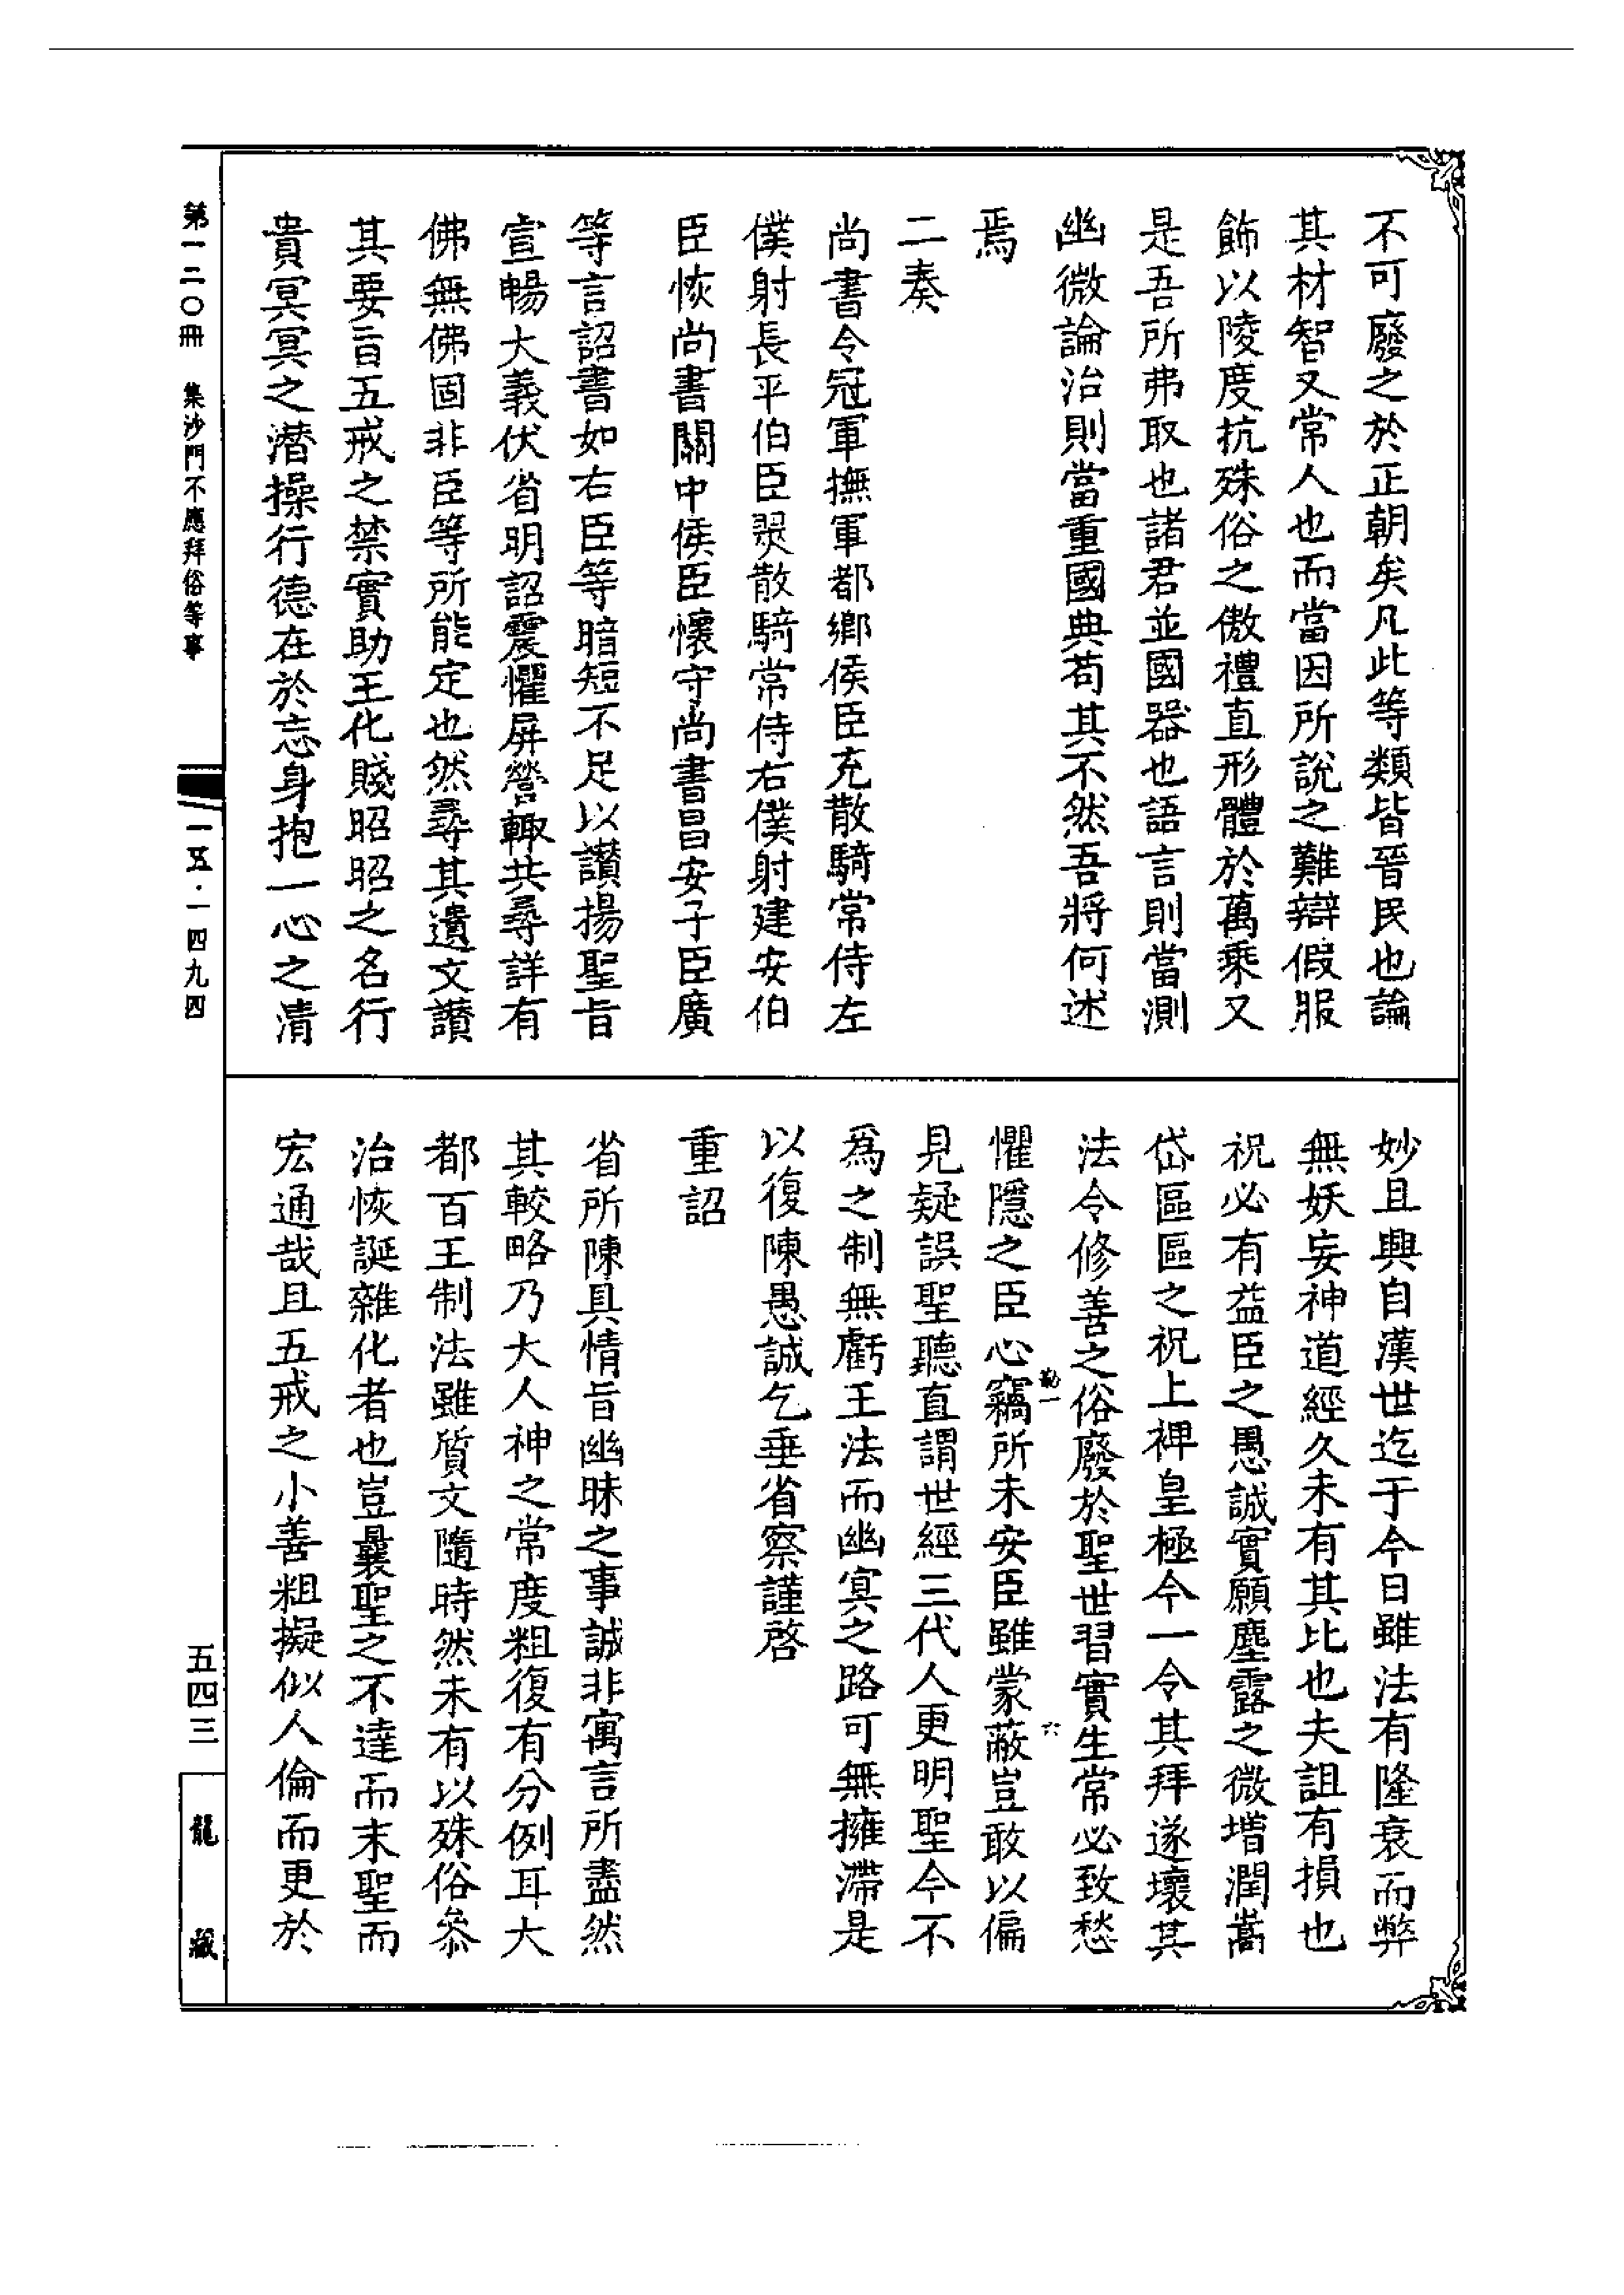 不可廢之於正朝矣凡此等類皆晉民也論
其材智又常人也而當因所說之難辯假服
飾以陵度抗殊俗之傲禮直形體於萬乘又
是吾所弗取也諸君並國器也語言則當測
幽微論治則當重國典苟其不然吾將何述
焉
二奏
尚書令冠軍撫軍都鄉侯臣充散騎常侍左
僕射長平伯臣翜散騎常侍右僕射建安伯
臣恢尚書關中侯臣懷守尚書昌安子臣廣
等言詔書如右臣等暗短不足以讚揚聖旨
宣暢大義伏省明詔震懼屏營輙共尋詳有
佛無佛固非臣等所能定也然尋其遺文讚
其要旨五戒之禁實助王化賤昭昭之名行
貴冥冥之潛操行德在於忘身抱一心之清
妙且興自漢世迄于今日雖法有隆衰而弊
無妖妄神道經久未有其比也夫詛有損也
祝必有益臣之愚誠實願塵露之微增潤嵩
岱區區之祝上裨皇極今一令其拜遂壞其
法令修善之俗廢於聖世習實生常必致愁
懼隱之臣心竊所未安臣雖蒙蔽豈敢以偏
見疑誤聖聽直謂世經三代人更明聖今不
為之制無虧王法而幽冥之路可無擁滯是
以復陳愚誠乞垂省察謹啓
重詔
省所陳具情旨幽昧之事誠非寓言所盡然
其較略乃大人神之常度粗復有分例耳大
都百王制法雖質文隨時然未有以殊俗叅
治恢誕雜化者也豈曩聖之不達而末聖而
宏通哉且五戒之小善粗擬似人倫而更於
第一二〇冊 集沙門不應拜俗等事
一五·一四九四
五四三
龍藏
六